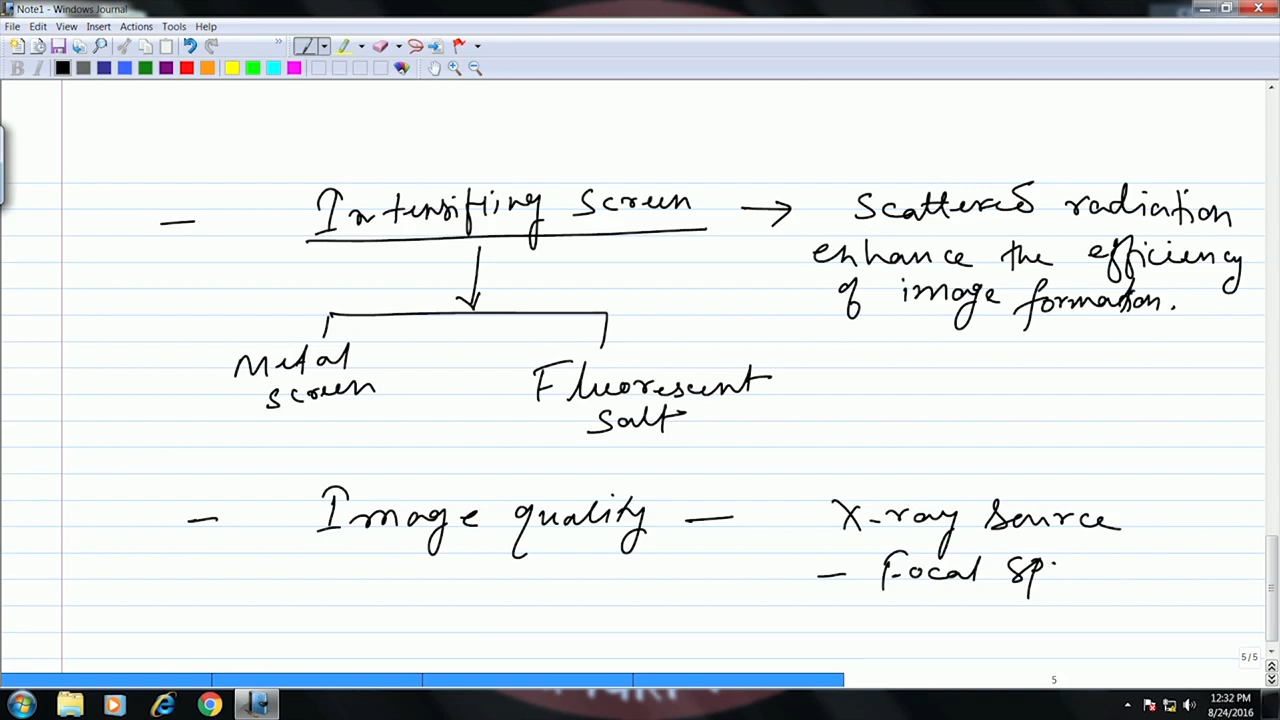 Note1 - Windows Journal
File Edit View Insert Actions Tools Help
B I
— Intensifiing Screen → Scattered radiation
enhance the efficiency
of image formation.
Metal
screen
Fluorescent
Salt
— Image quality — X-ray Source
— Focal Sp
5/5
5
12:32 PM
8/24/2016